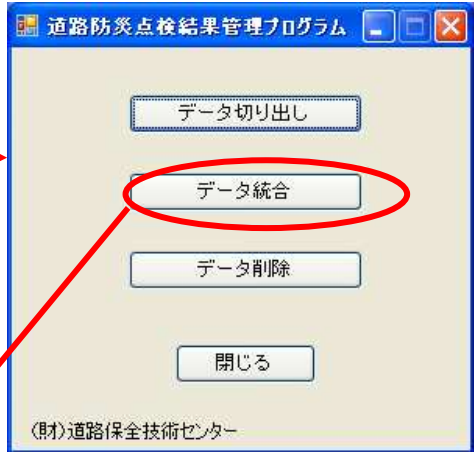 道路防災点検結果管理プログラム
データ切り出し
データ統合
データ削除
閉じる
(財)道路保全技術センター